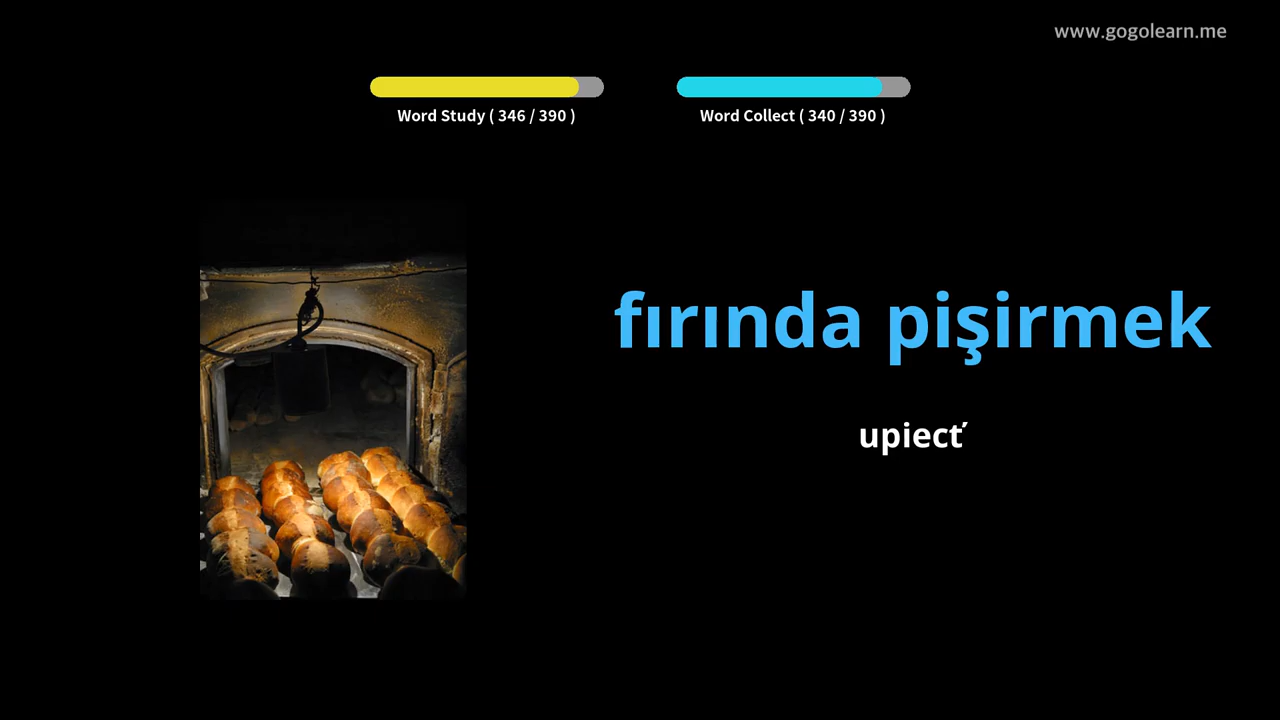 www.gogolearn.me
Word Study ( 346 / 390 )
Word Collect ( 340 / 390 )
fırında pişirmek
upiecť